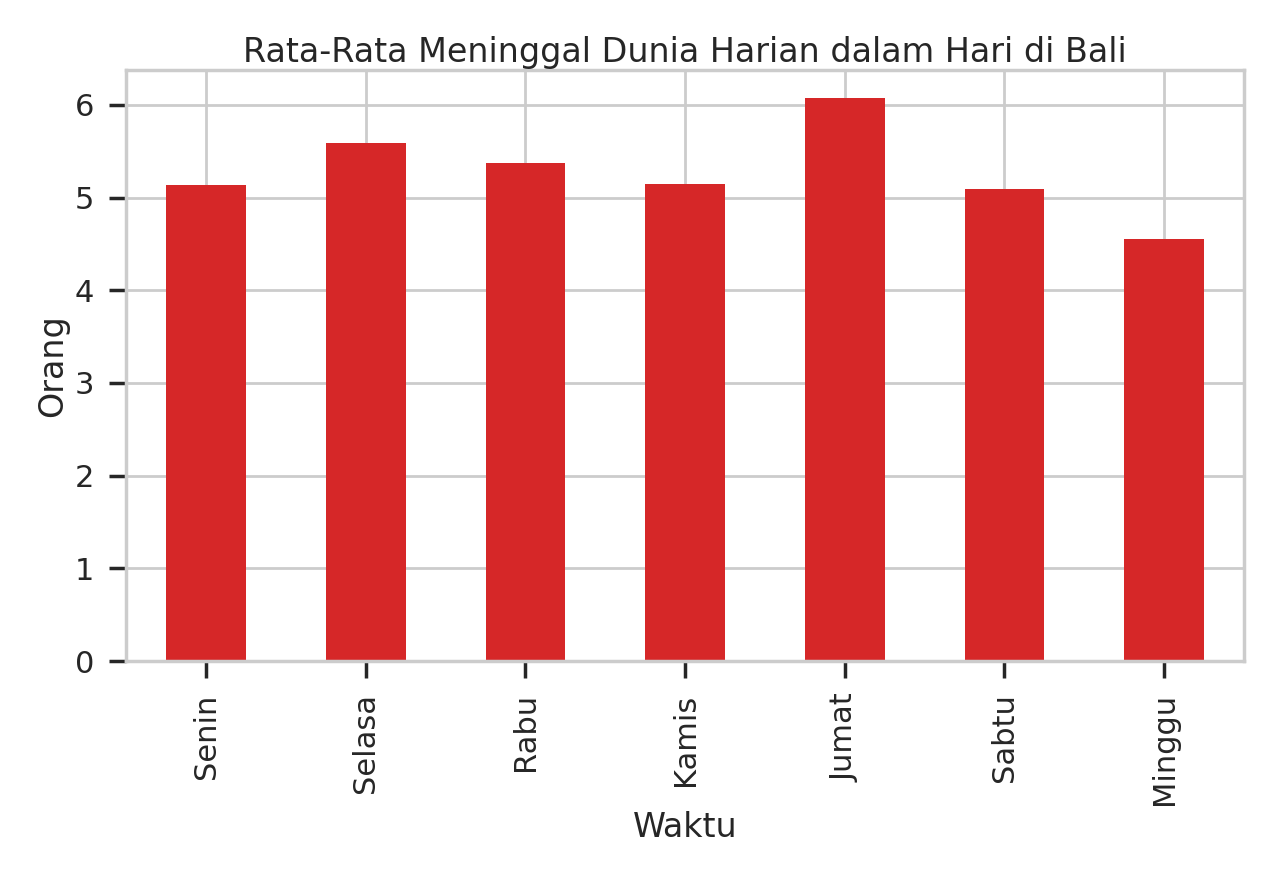 Rata-Rata Meninggal Dunia Harian dalam Hari di Bali
Orang
6
5
4
3
2
1
0
Senin
Selasa
Rabu
Kamis
Jumat
Sabtu
Minggu
Waktu